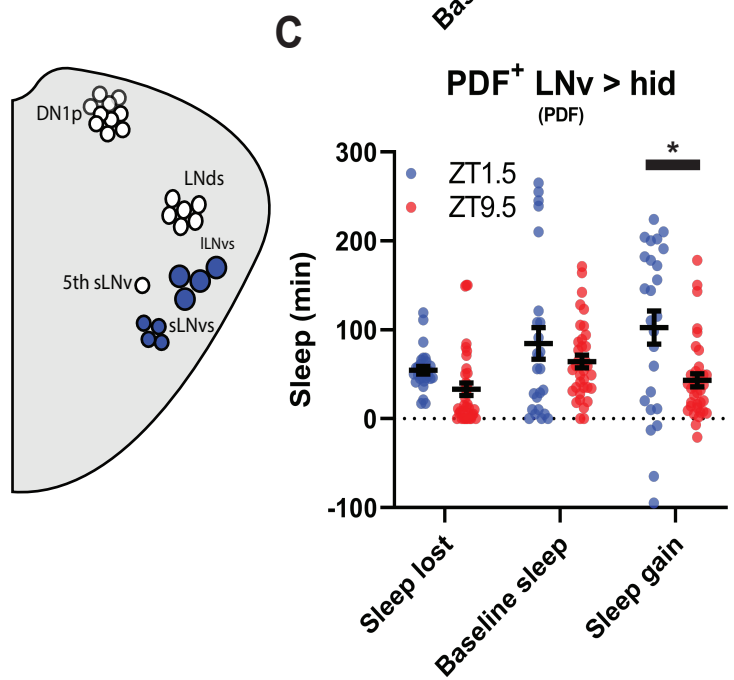 Bas
C
DN1p
LNds
lLNvs
5th sLNv
sLNvs
PDF+ LNv > hid
(PDF)
*
ZT1.5
ZT9.5
Sleep (min)
300
200
100
0
-100
Sleep lost
Baseline sleep
Sleep gain